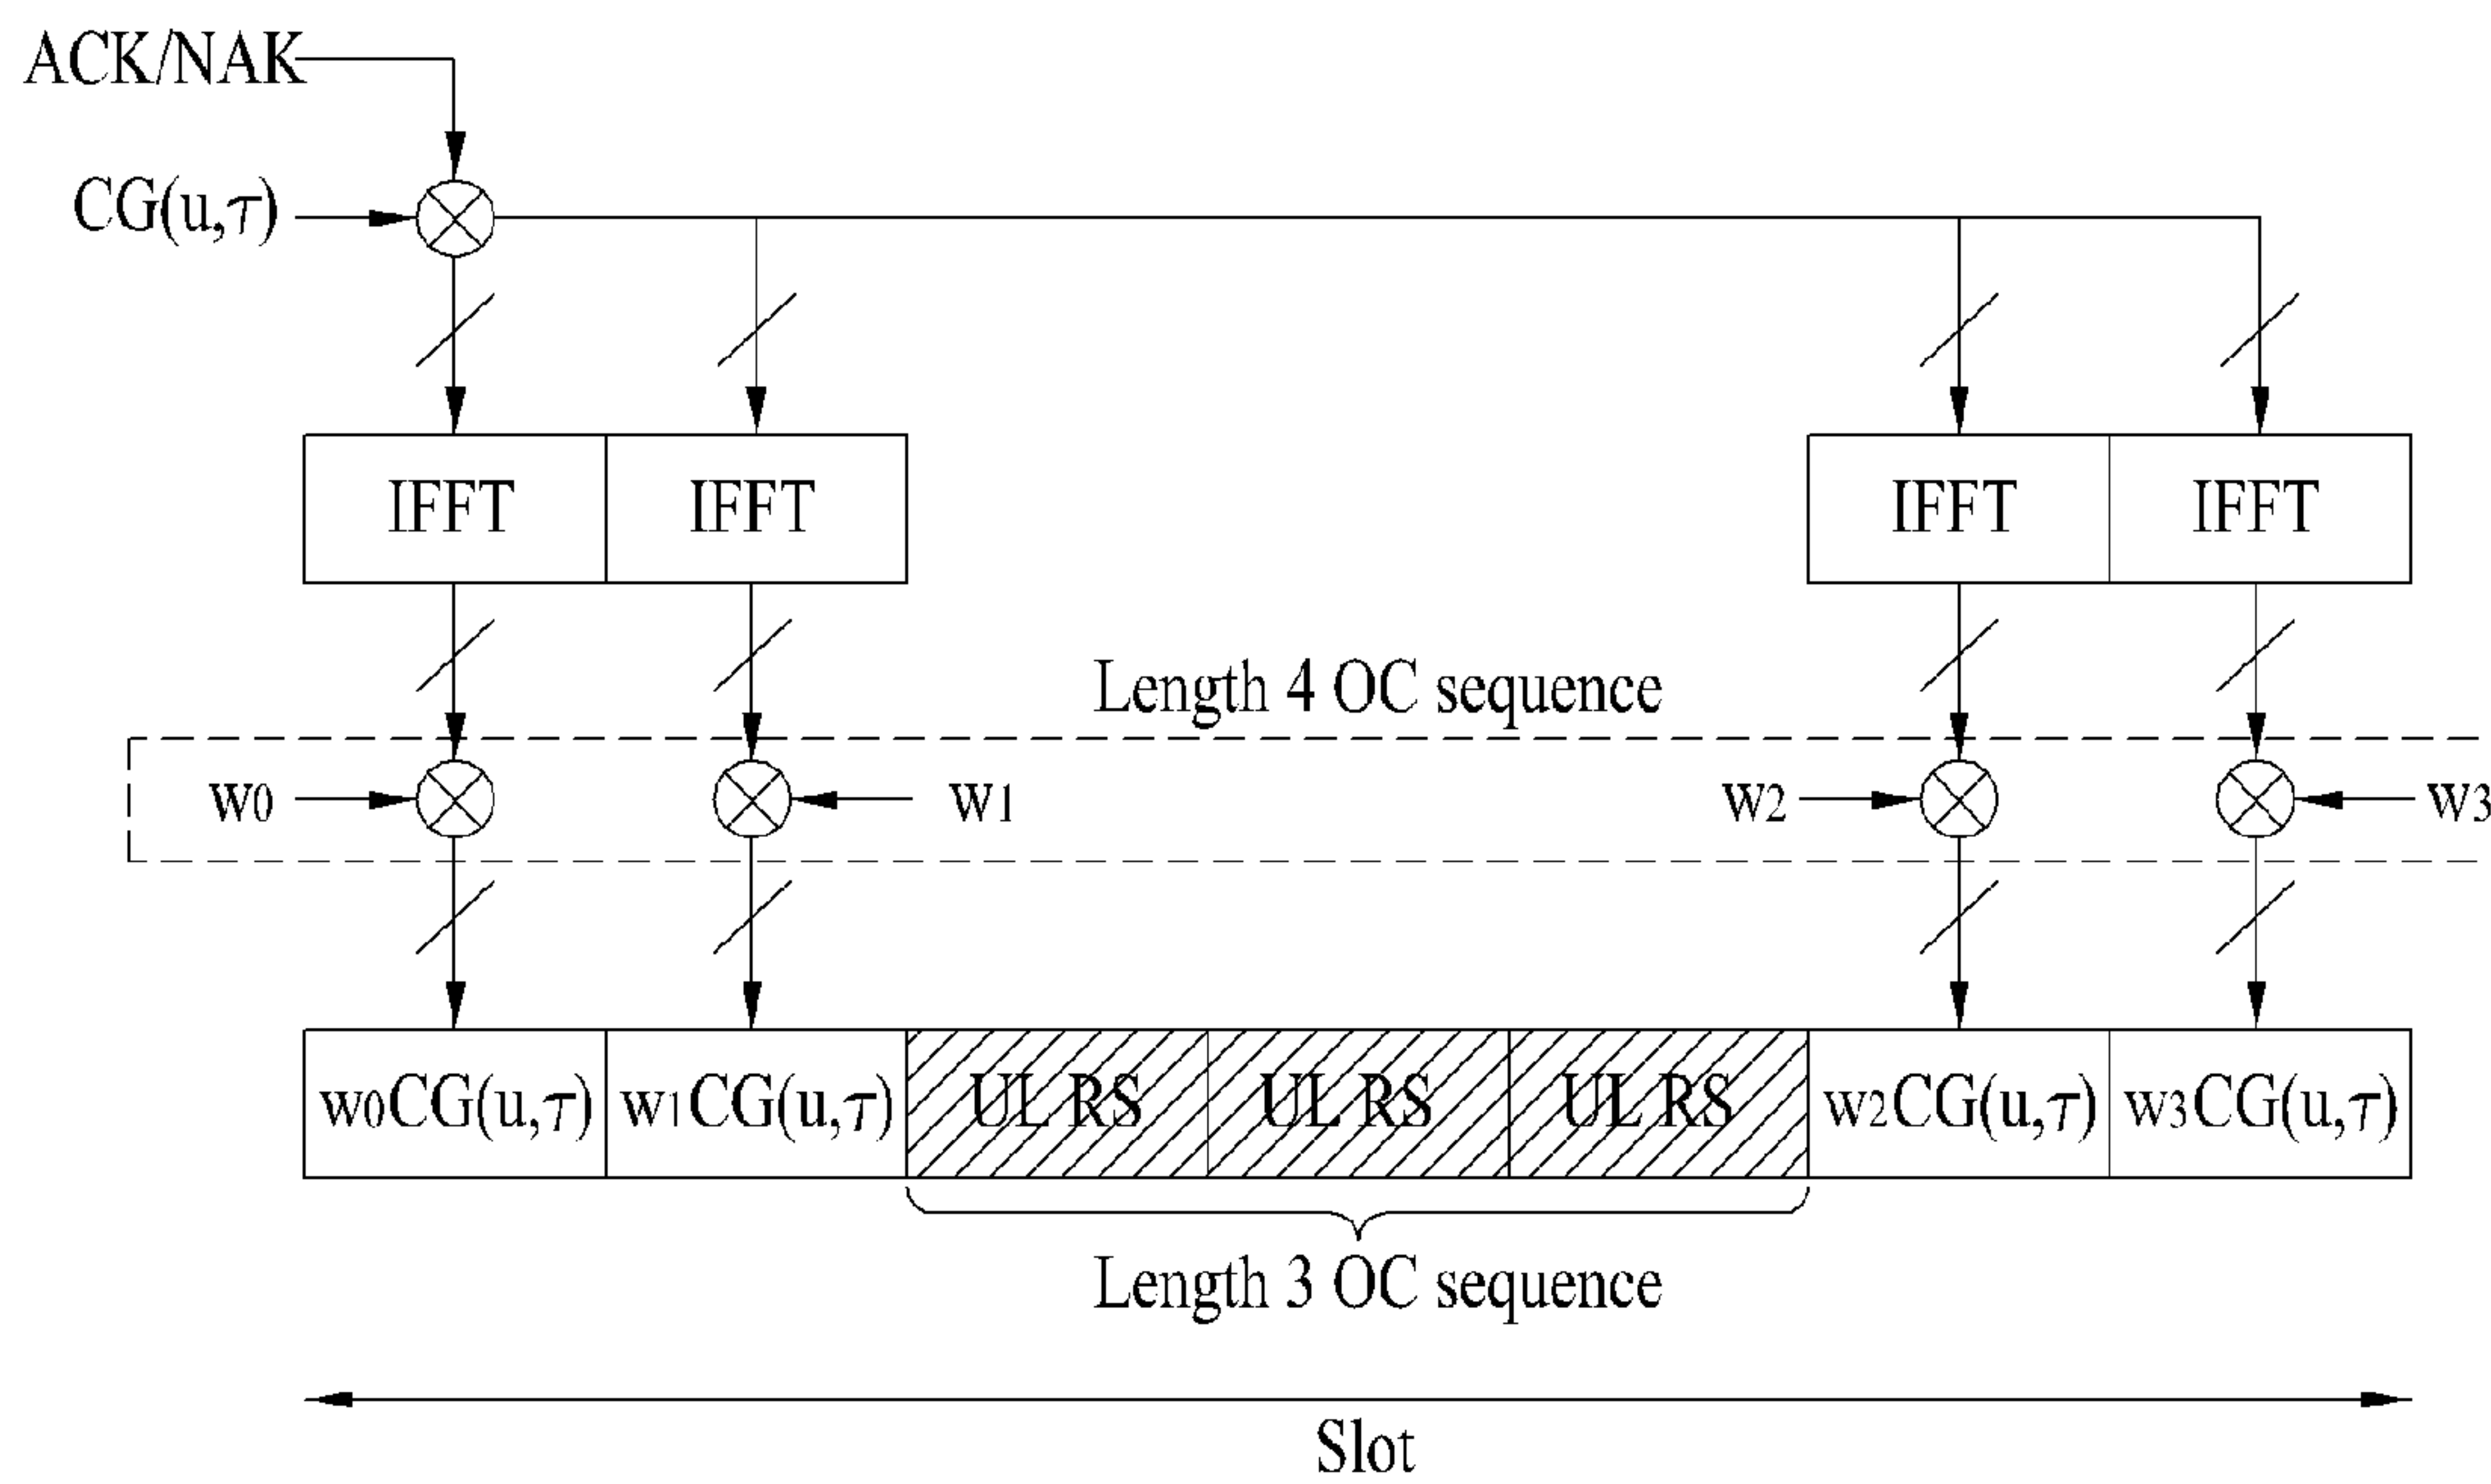 ACK/NAK
CG(u,τ)
IFFT IFFT IFFT IFFT
Length 4 OC sequence
w0 w1 w2 w3
w0CG(u,τ) w1CG(u,τ) UL RS UL RS UL RS w2CG(u,τ) w3CG(u,τ)
Length 3 OC sequence
Slot